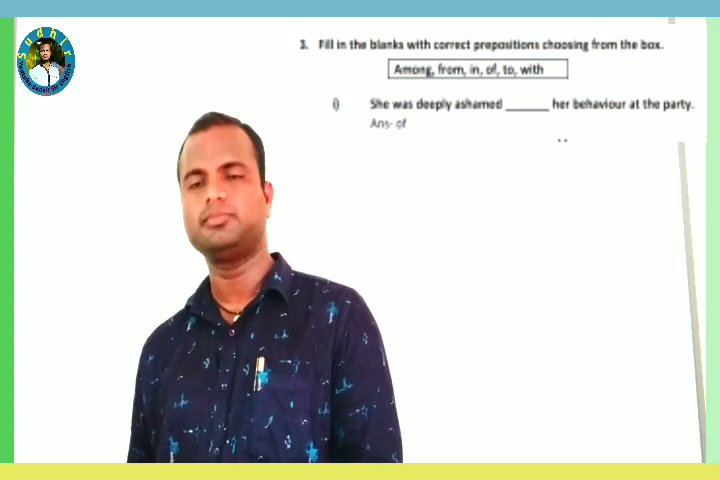 Sudhir
3. Fill in the blanks with correct prepositions choosing from the box.
Among, from, in, of, to, with
i) She was deeply ashamed _______ her behaviour at the party.
Ans- of